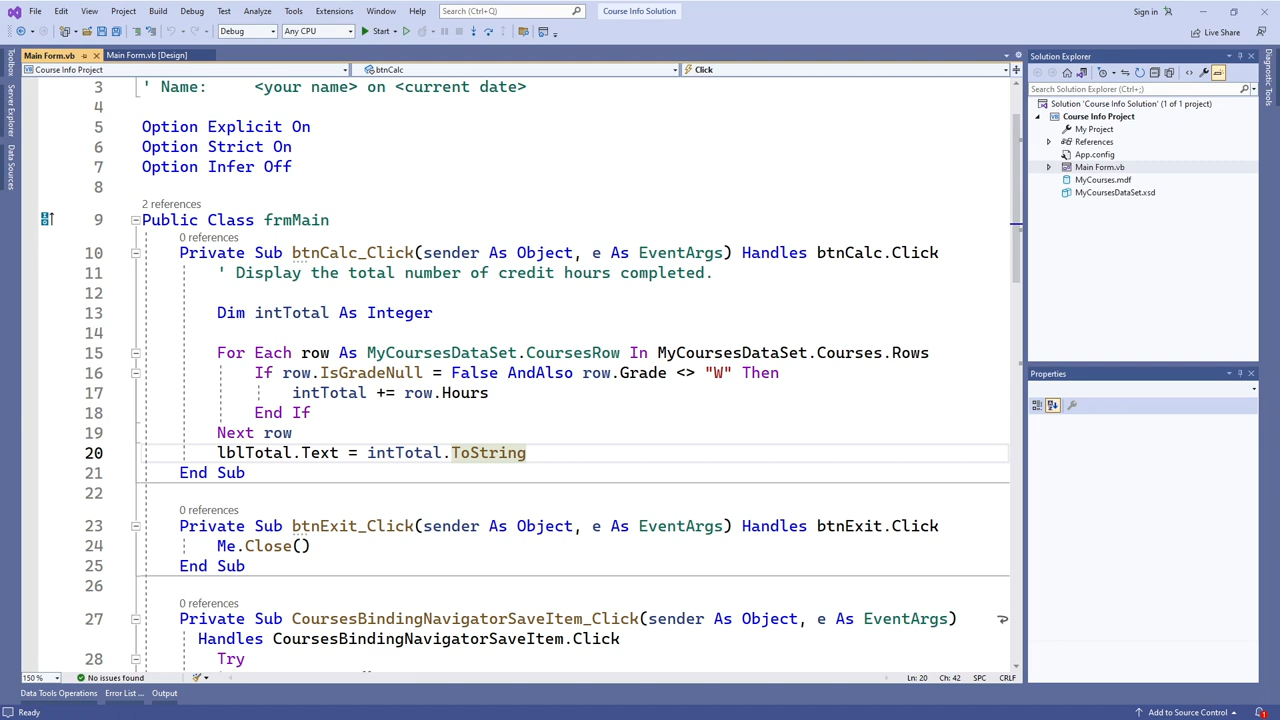 File Edit View Git Project Build Debug Test Analyze Tools Extensions Window Help Search (Ctrl+Q) Course Info Solution Sign in
Debug Any CPU Start Live Share
Main Form.vb Main Form.vb [Design]
Course Info Project btnCalc Click
Toolbox
Server Explorer
Data Sources
3 ' Name: <your name> on <current date>
4
5 Option Explicit On
6 Option Strict On
7 Option Infer Off
8
2 references
9 Public Class frmMain
0 references
10 Private Sub btnCalc_Click(sender As Object, e As EventArgs) Handles btnCalc.Click
11 ' Display the total number of credit hours completed.
12
13 Dim intTotal As Integer
14
15 For Each row As MyCoursesDataSet.CoursesRow In MyCoursesDataSet.Courses.Rows
16 If row.IsGradeNull = False AndAlso row.Grade <> "W" Then
17 intTotal += row.Hours
18 End If
19 Next row
20 lblTotal.Text = intTotal.ToString
21 End Sub
22
0 references
23 Private Sub btnExit_Click(sender As Object, e As EventArgs) Handles btnExit.Click
24 Me.Close()
25 End Sub
26
0 references
27 Private Sub CoursesBindingNavigatorSaveItem_Click(sender As Object, e As EventArgs)
Handles CoursesBindingNavigatorSaveItem.Click
28 Try
150 % No issues found Ln: 20 Ch: 42 SPC CRLF
Solution Explorer
Search Solution Explorer (Ctrl+;)
Solution 'Course Info Solution' (1 of 1 project)
Course Info Project
My Project
References
App.config
Main Form.vb
MyCourses.mdf
MyCoursesDataSet.xsd
Properties
Diagnostic Tools
Data Tools Operations Error List ... Output
Ready Add to Source Control 1